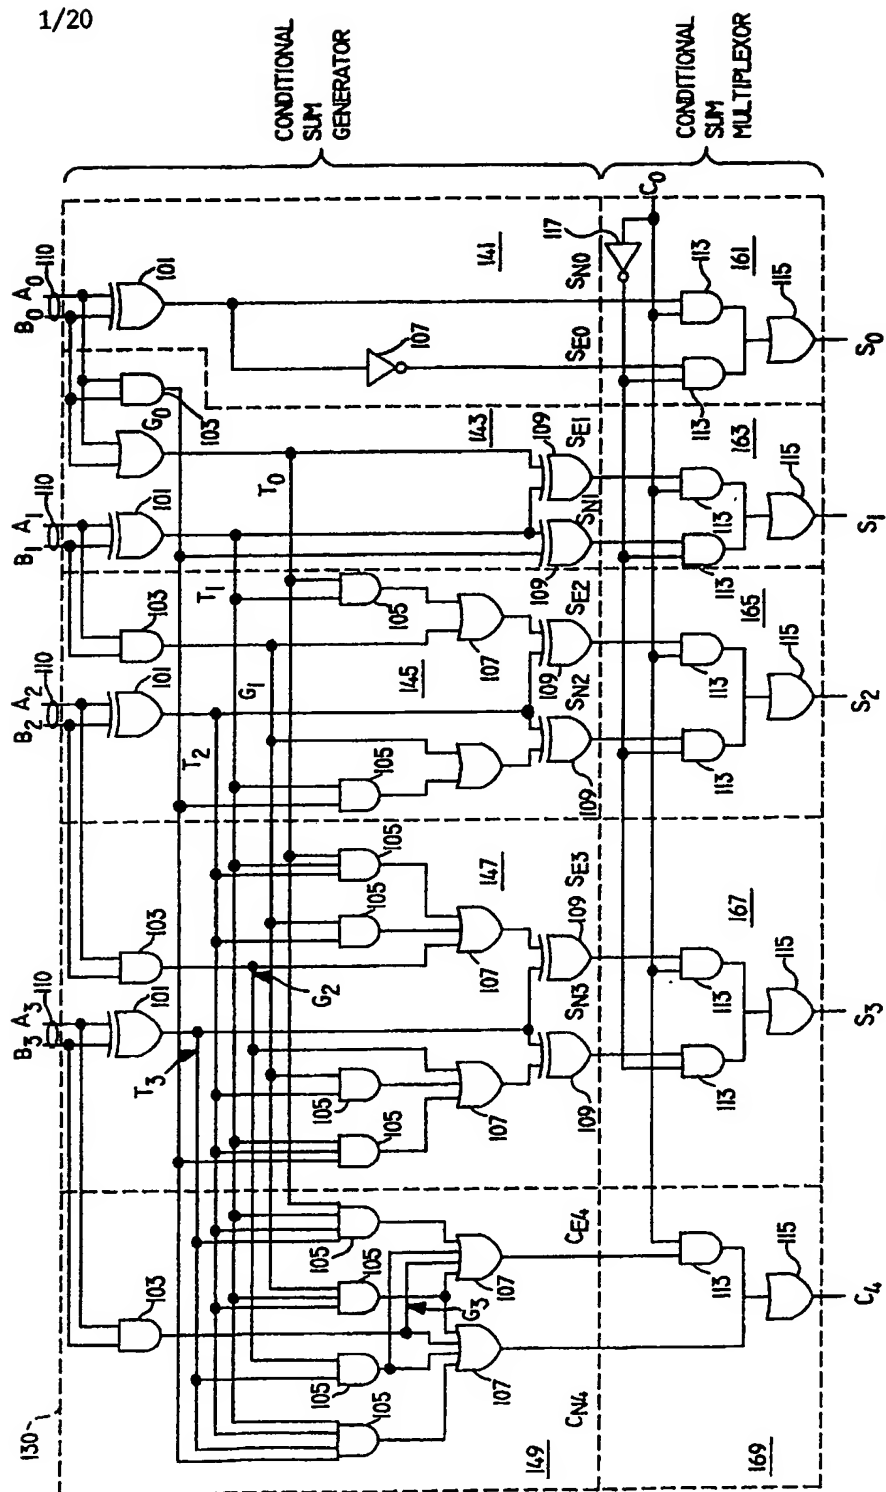 1/20
CONDITIONAL
SUM
GENERATOR
CONDITIONAL
SUM
MULTIPLEXOR
A0
B0
110
101
141
117
C0
SN0
113
161
115
S0
107
SE0
113
G0
103
143
109
SE1
163
115
T0
A1
B1
110
101
SN1
113
113
S1
109
T1
103
105
SE2
165
115
107
109
113
A2
B2
110
101
G1
145
SN2
S2
T2
105
109
113
105
147
SE3
103
105
109
167
107
113
115
A3
B3
110
101
G2
SN3
S3
T3
105
109
113
107
105
CE4
105
103
105
107
113
115
G3
C4
105
107
105
CN4
130
149
169